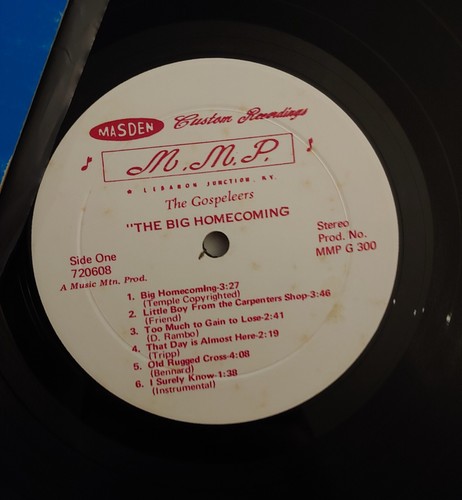 MASDEN Custom Recordings
M.M.P.
LEBANON JUNCTION, KY.
The Gospeleers
"THE BIG HOMECOMING
Side One
720608
A Music Mtn. Prod.
Stereo
Prod. No.
MMP G 300
1. Big Homecoming-3:27
(Temple Copyrighted)
2. Little Boy From the Carpenters Shop-3:46
(Friend)
3. Too Much to Gain to Lose-2:41
(D. Rambo)
4. That Day is Almost Here-2:19
(Tripp)
5. Old Rugged Cross-4:08
(Bennard)
6. I Surely Know-1:38
(Instrumental)